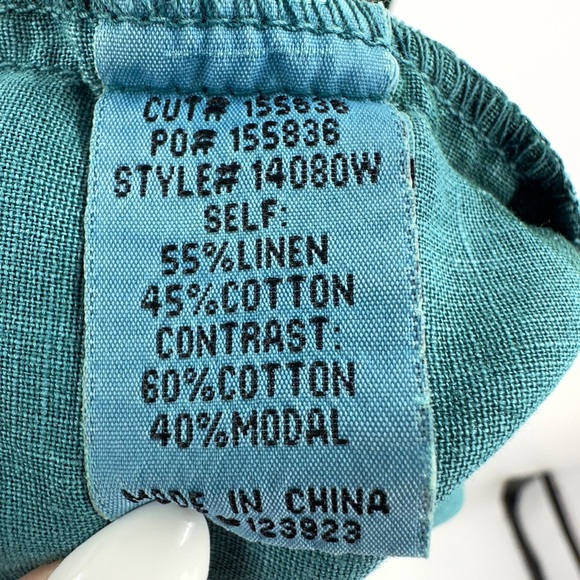 CUT# 155836
PO# 155836
STYLE# 14080W
SELF:
55%LINEN
45%COTTON
CONTRAST:
60%COTTON
40%MODAL
MADE IN CHINA
123923